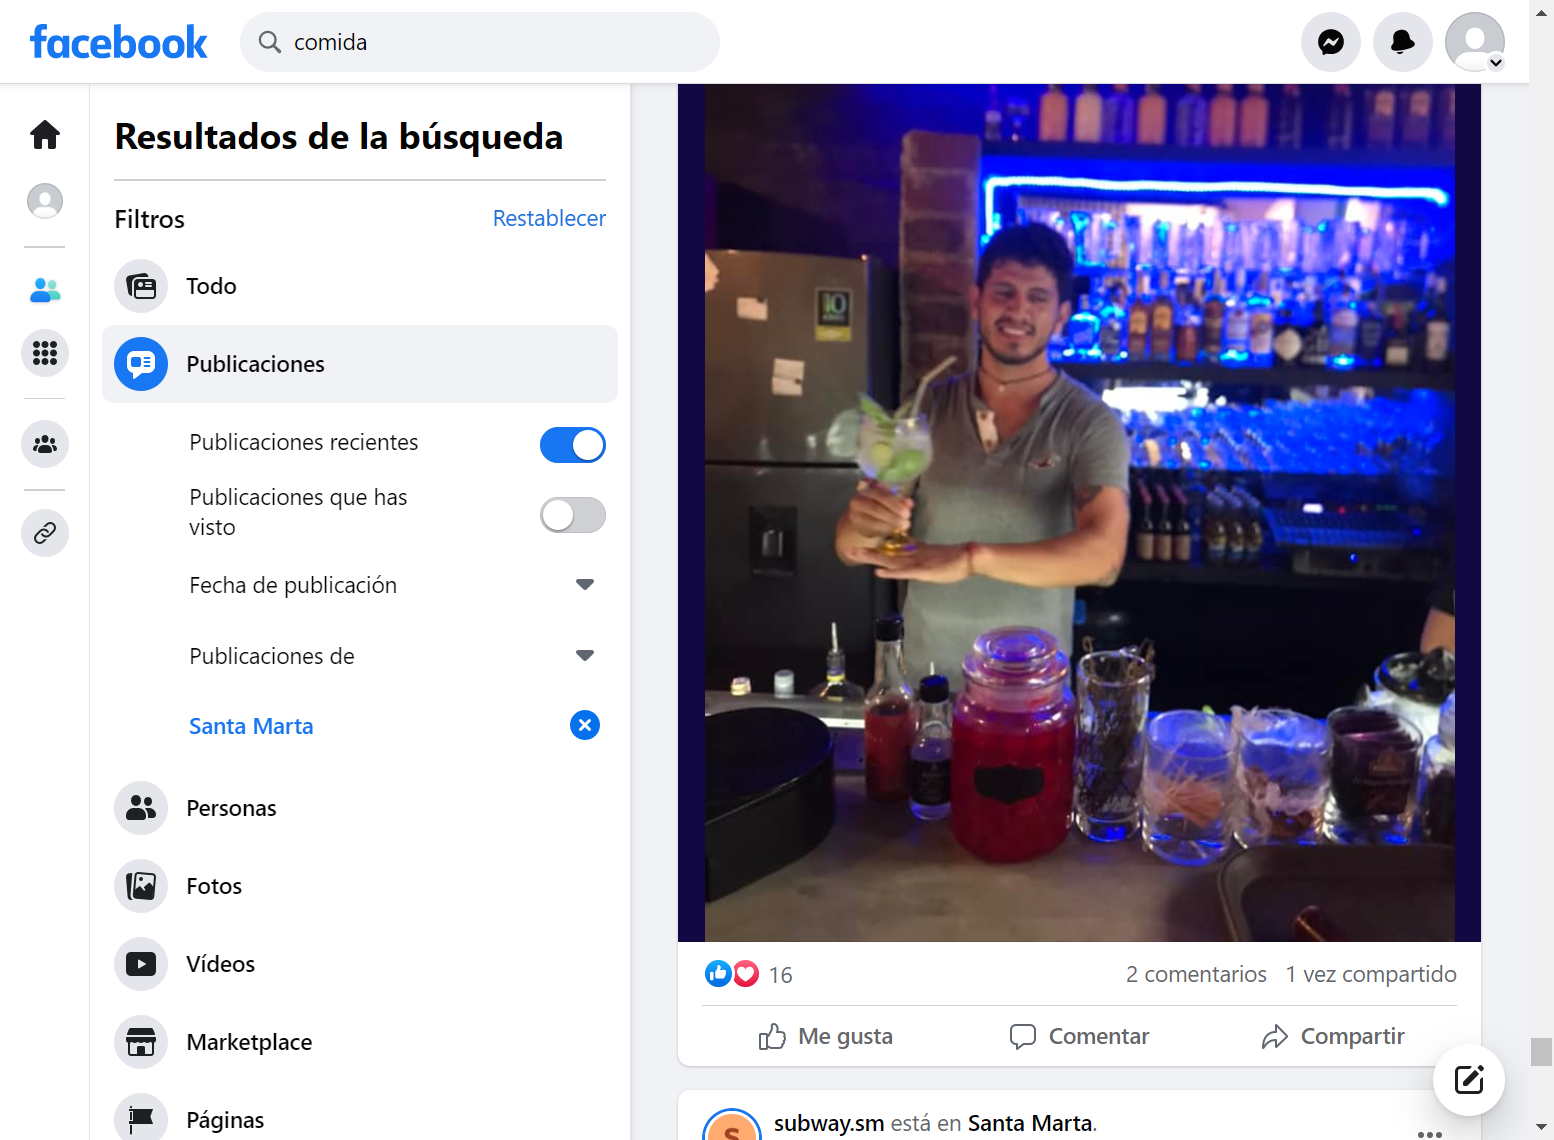 facebook
comida
Resultados de la búsqueda
Filtros
Restablecer
Todo
Publicaciones
Publicaciones recientes
Publicaciones que has
visto
Fecha de publicación
Publicaciones de
Santa Marta
Personas
Fotos
Vídeos
Marketplace
Páginas
10
16
2 comentarios
1 vez compartido
Me gusta
Comentar
Compartir
S
subway.sm está en Santa Marta.